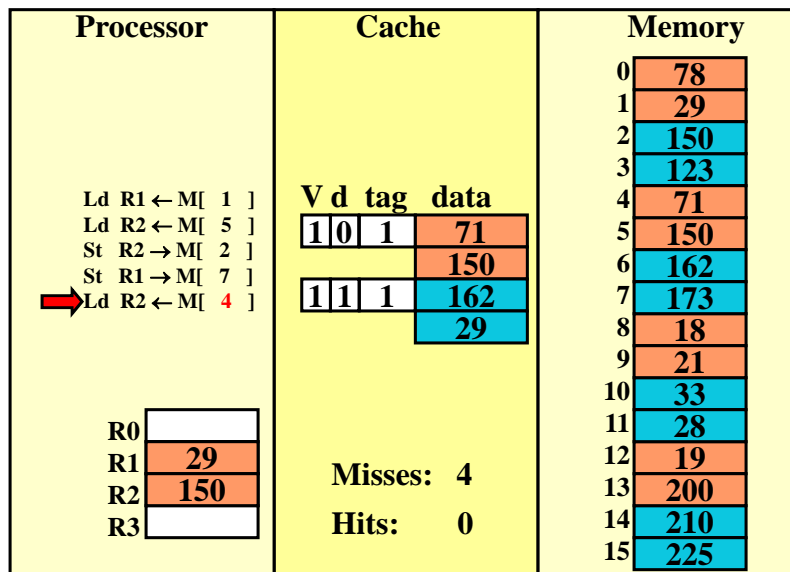 Processor
Ld R1 ← M[ 1 ]
Ld R2 ← M[ 5 ]
St R2 → M[ 2 ]
St R1 → M[ 7 ]
Ld R2 ← M[ 4 ]
R0
R1 29
R2 150
R3
Cache
V d tag data
1 0 1 71
150
1 1 1 162
29
Misses: 4
Hits: 0
Memory
0 78
1 29
2 150
3 123
4 71
5 150
6 162
7 173
8 18
9 21
10 33
11 28
12 19
13 200
14 210
15 225